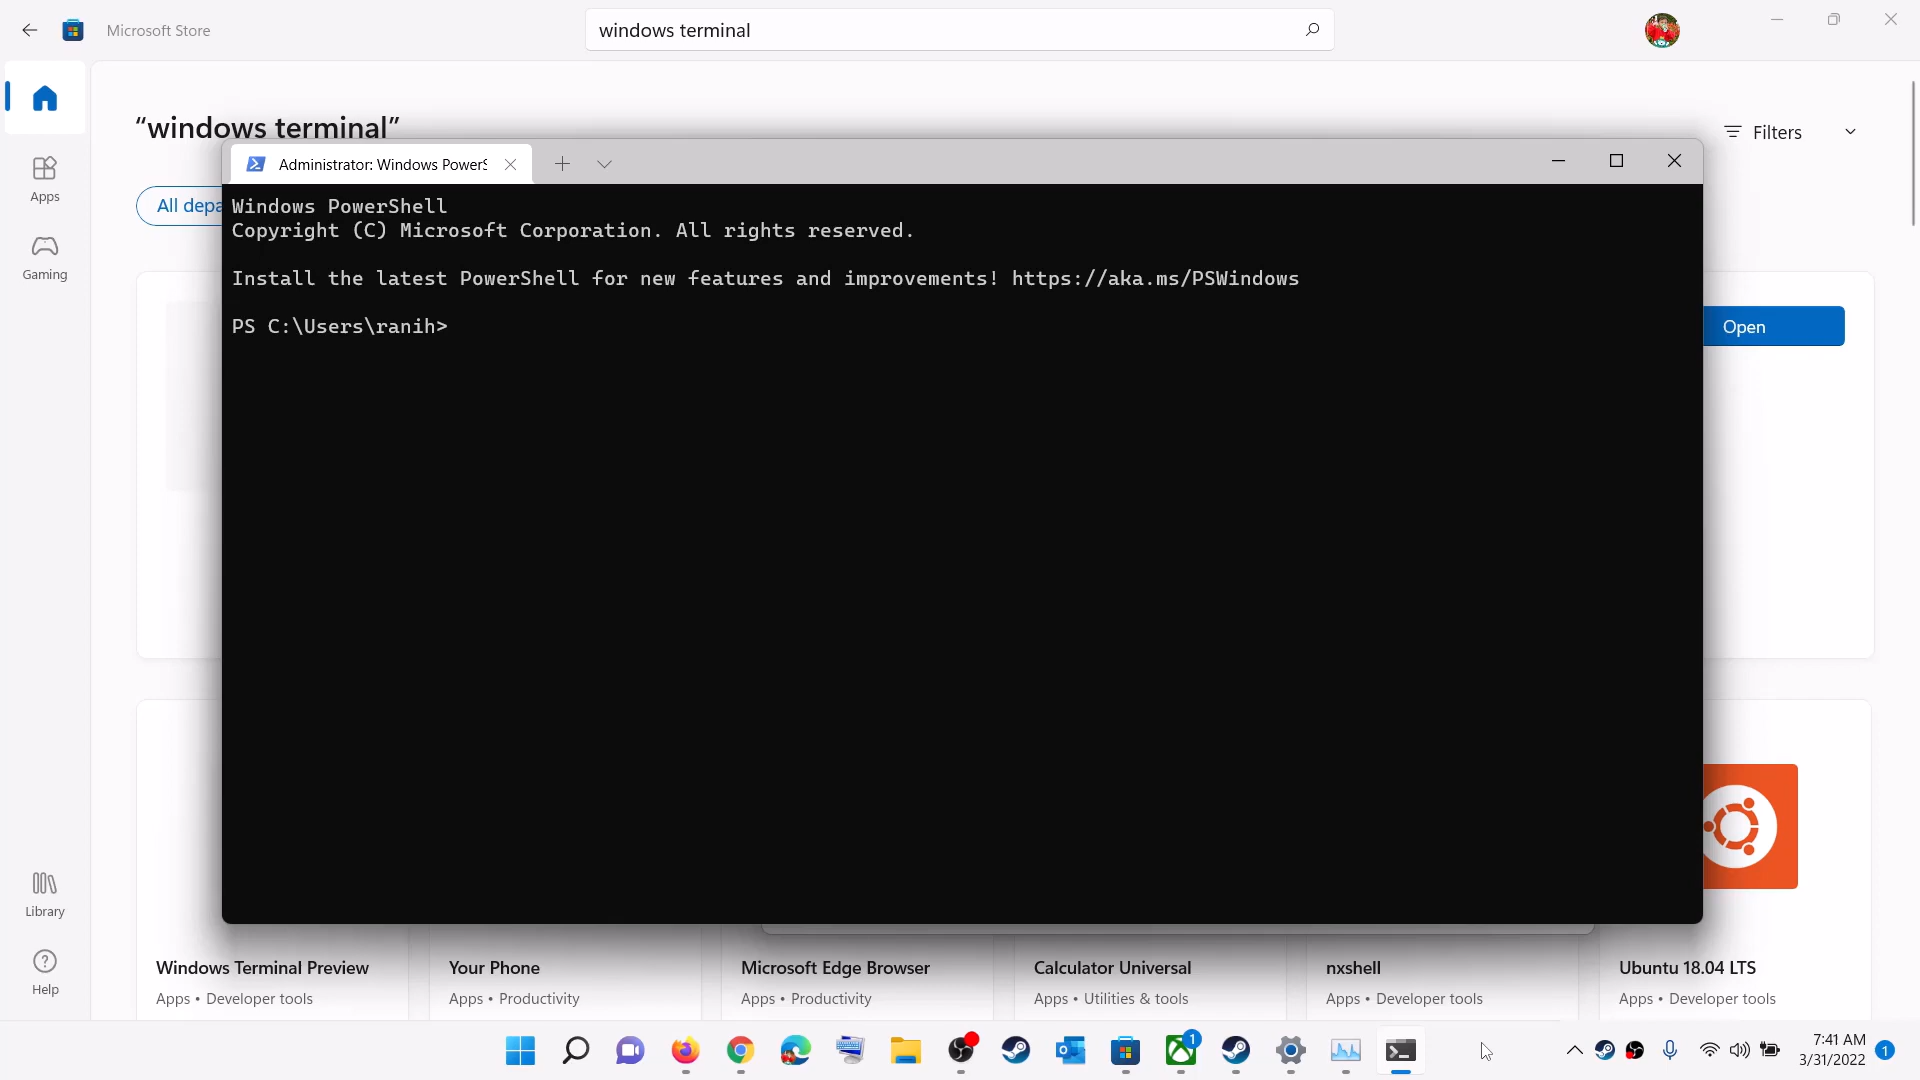 Microsoft Store
windows terminal
“windows terminal”
Filters
Administrator: Windows PowerS
All depa
Windows PowerShell
Copyright (C) Microsoft Corporation. All rights reserved.
Install the latest PowerShell for new features and improvements! https://aka.ms/PSWindows
PS C:\Users\ranih>
Open
Apps
Gaming
Library
Help
Windows Terminal Preview
Apps • Developer tools
Your Phone
Apps • Productivity
Microsoft Edge Browser
Apps • Productivity
Calculator Universal
Apps • Utilities & tools
nxshell
Apps • Developer tools
Ubuntu 18.04 LTS
Apps • Developer tools
1
7:41 AM
3/31/2022
1